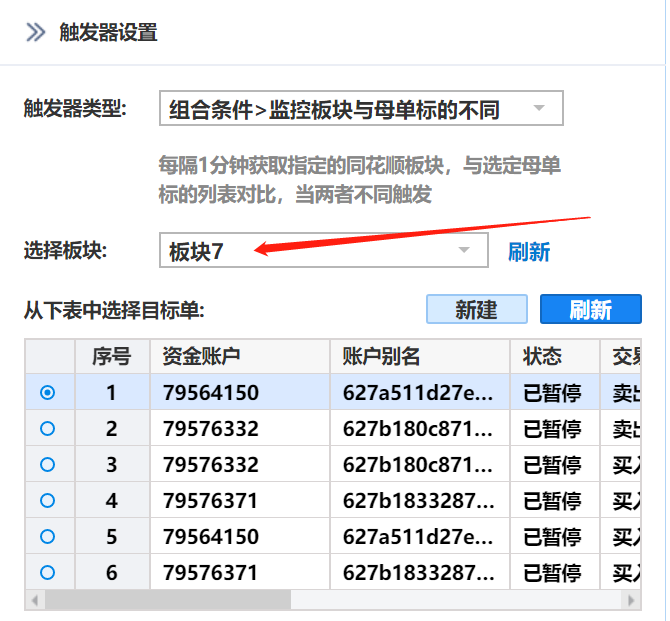 触发器设置
触发器类型: 组合条件>监控板块与母单标的不同
每隔1分钟获取指定的同花顺板块，与选定母单
标的列表对比，当两者不同触发
选择板块: 板块7 刷新
从下表中选择目标单: 新建 刷新
序号 资金账户 账户别名 状态 交易
1 79564150 627a511d27e... 已暂停 卖出
2 79576332 627b180c871... 已暂停 卖出
3 79576332 627b180c871... 已暂停 买入
4 79576371 627b1833287... 已暂停 买入
5 79564150 627a511d27e... 已暂停 买入
6 79576371 627b1833287... 已暂停 买入